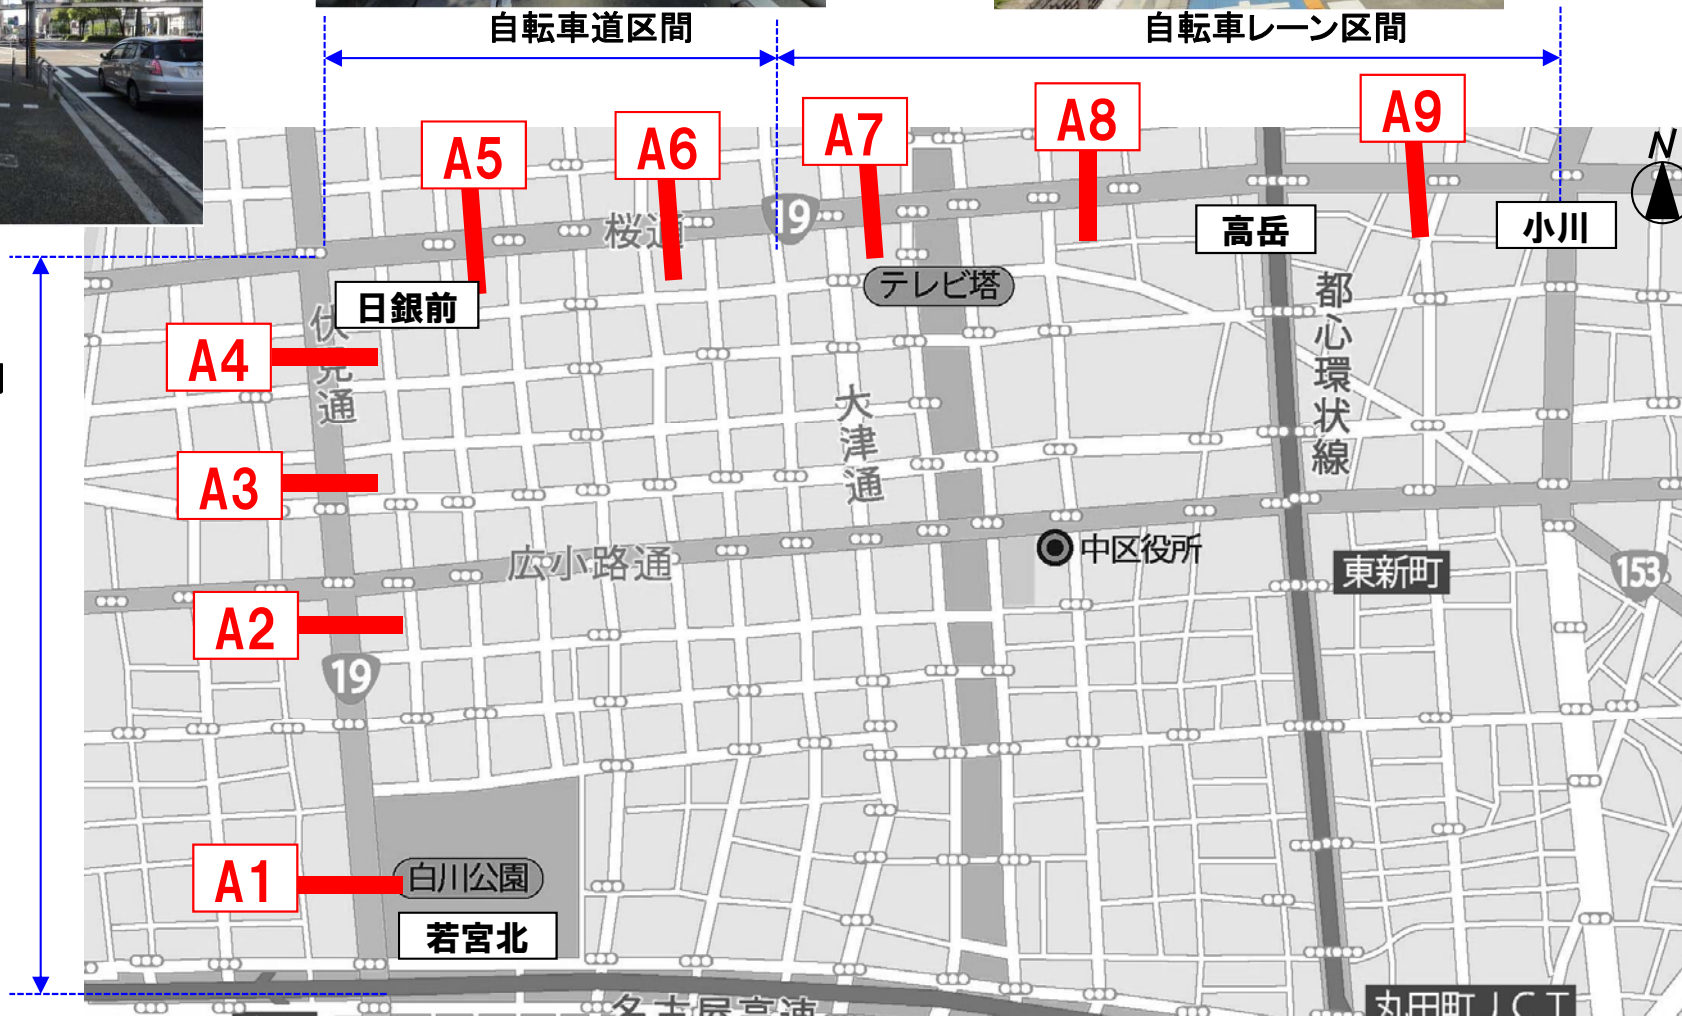 自転車道区間
自転車レーン区間
A5
A6
A7
A8
A9
N
桜通
19
高岳
小川
テレビ塔
日銀前
伏見通
都心環状線
A4
大津通
A3
広小路通
中区役所
東新町
153
A2
19
A1
白川公園
若宮北
名古屋高速
丸田町JCT